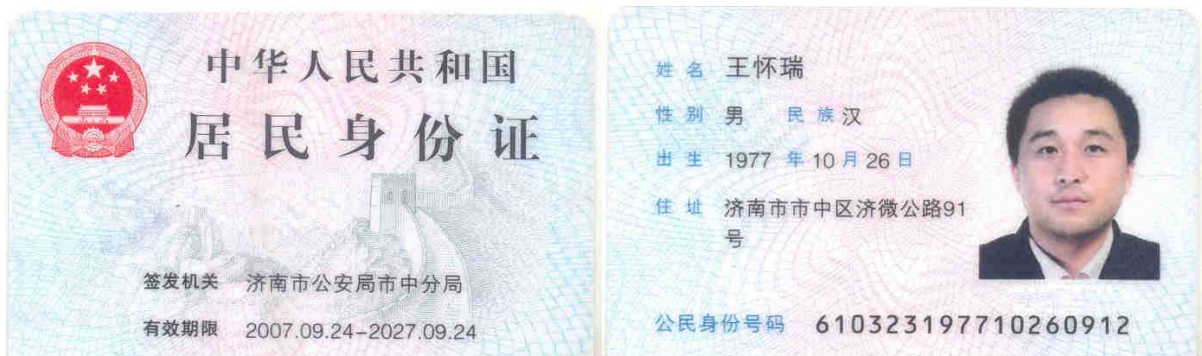 中华人民共和国
居民身份证
签发机关 济南市公安局市中分局
有效期限 2007.09.24-2027.09.24
姓名 王怀瑞
性别 男 民族 汉
出生 1977 年 10 月 26 日
住址 济南市市中区济微公路91
号
公民身份号码 610323197710260912